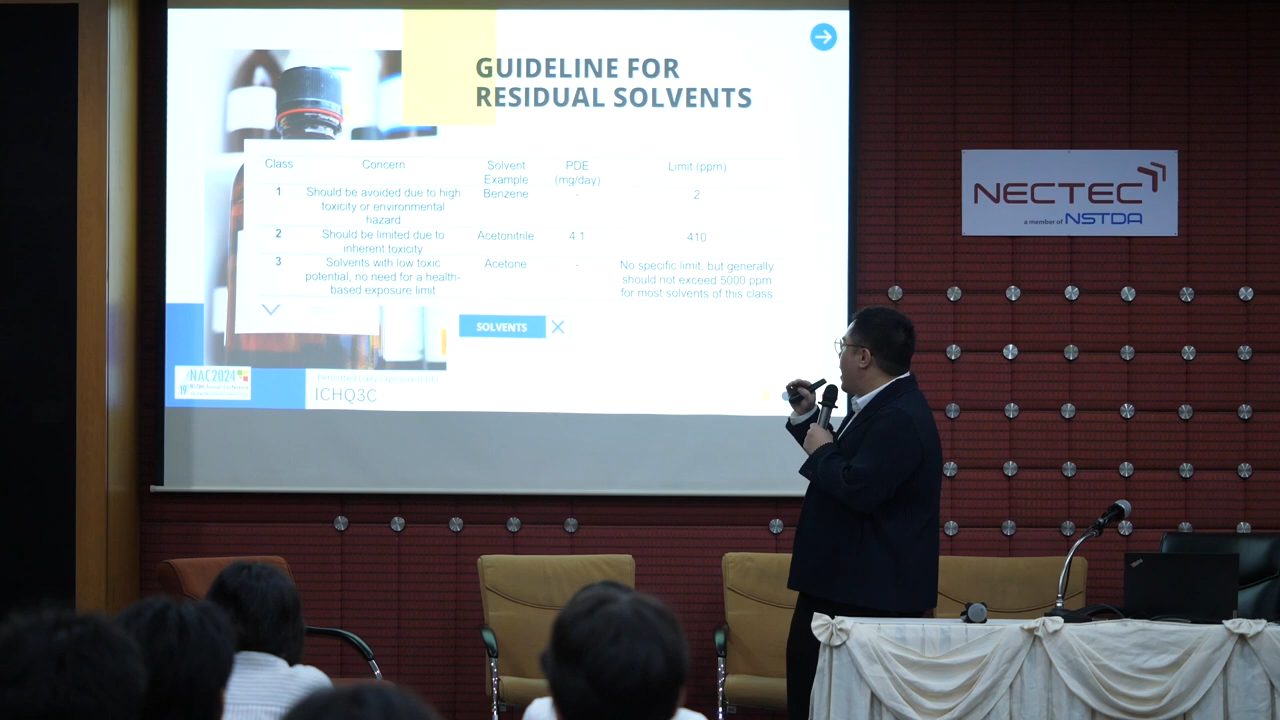 GUIDELINE FOR
RESIDUAL SOLVENTS
Class Concern Solvent Example PDE (mg/day) Limit (ppm)
1 Should be avoided due to high toxicity or environmental hazard Benzene - 2
2 Should be limited due to inherent toxicity Acetonitrile 4.1 410
3 Solvents with low toxic potential, no need for a health-based exposure limit Acetone - No specific limit, but generally should not exceed 5000 ppm for most solvents of this class
SOLVENTS
NAC2024
19
ICHQ3C
NECTEC
a member of NSTDA